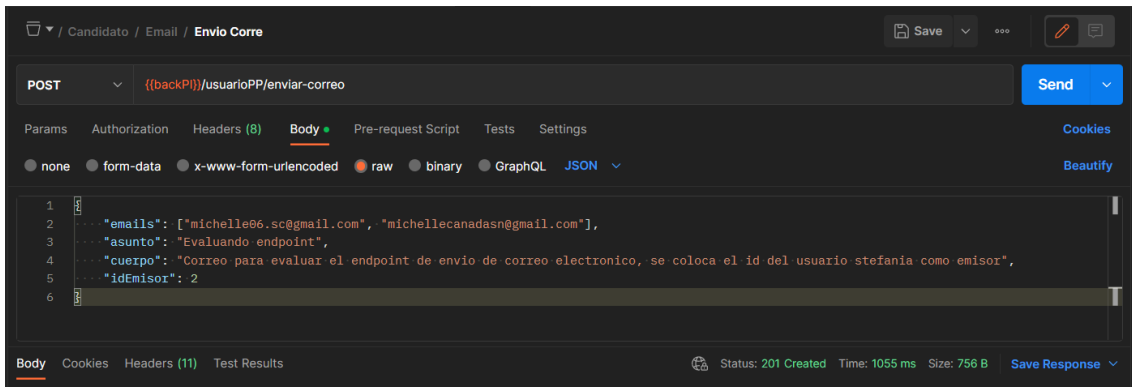 / Candidato / Email / Envio Corre
Save
POST {{backPI}}/usuarioPP/enviar-correo Send
Params Authorization Headers (8) Body Pre-request Script Tests Settings Cookies
none form-data x-www-form-urlencoded raw binary GraphQL JSON Beautify
1 {
2 "emails": ["michelle06.sc@gmail.com", "michellecanadasn@gmail.com"],
3 "asunto": "Evaluando endpoint",
4 "cuerpo": "Correo para evaluar el endpoint de envio de correo electronico, se coloca el id del usuario stefania como emisor",
5 "idEmisor": 2
6 }
Body Cookies Headers (11) Test Results Status: 201 Created Time: 1055 ms Size: 756 B Save Response